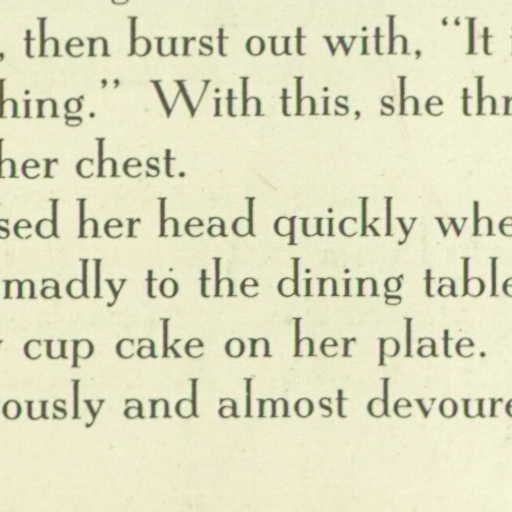 , then burst out with, “It
hing.” With this, she thr
her chest.
sed her head quickly whe
madly to the dining table
cup cake on her plate.
ously and almost devoure